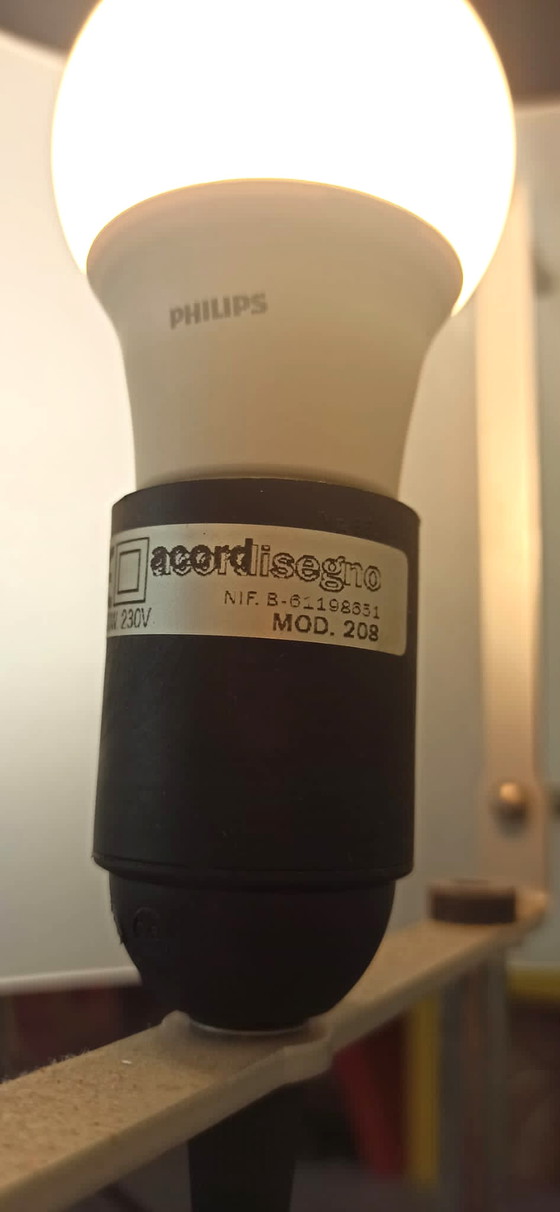 PHILIPS
acordisegno
NIF. B-61198651
230V
MOD. 208